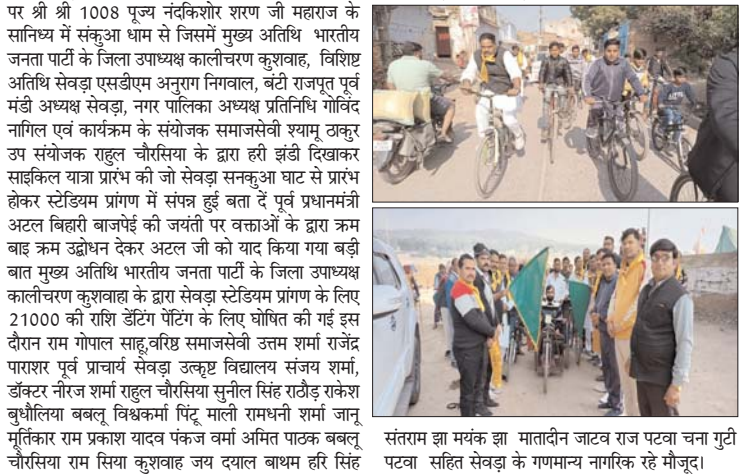 पर श्री श्री 1008 पूज्य नंदकिशोर शरण जी महाराज के
सानिध्य में संकुआ धाम से जिसमें मुख्य अतिथि भारतीय
जनता पार्टी के जिला उपाध्यक्ष कालीचरण कुशवाह, विशिष्ट
अतिथि सेवड़ा एसडीएम अनुराग निगवाल, बंटी राजपूत पूर्व
मंडी अध्यक्ष सेवड़ा, नगर पालिका अध्यक्ष प्रतिनिधि गोविंद
नागिल एवं कार्यक्रम के संयोजक समाजसेवी श्यामू ठाकुर
उप संयोजक राहुल चौरसिया के द्वारा हरी झंडी दिखाकर
साइकिल यात्रा प्रारंभ की जो सेवड़ा सनकुआ घाट से प्रारंभ
होकर स्टेडियम प्रांगण में संपन्न हुई बता दें पूर्व प्रधानमंत्री
अटल बिहारी बाजपेई की जयंती पर वक्ताओं के द्वारा क्रम
बाइ क्रम उद्बोधन देकर अटल जी को याद किया गया बड़ी
बात मुख्य अतिथि भारतीय जनता पार्टी के जिला उपाध्यक्ष
कालीचरण कुशवाहा के द्वारा सेवड़ा स्टेडियम प्रांगण के लिए
21000 की राशि डेंटिंग पेंटिंग के लिए घोषित की गई इस
दौरान राम गोपाल साहू,वरिष्ठ समाजसेवी उत्तम शर्मा राजेंद्र
पाराशर पूर्व प्राचार्य सेवड़ा उत्कृष्ट विद्यालय संजय शर्मा,
डॉक्टर नीरज शर्मा राहुल चौरसिया सुनील सिंह राठौड़ राकेश
बुधौलिया बबलू विश्वकर्मा पिंटू माली रामधनी शर्मा जानू
मूर्तिकार राम प्रकाश यादव पंकज वर्मा अमित पाठक बबलू
चौरसिया राम सिया कुशवाह जय दयाल बाथम हरि सिंह
संतराम झा मयंक झा मातादीन जाटव राज पटवा चना गुटी
पटवा सहित सेवड़ा के गणमान्य नागरिक रहे मौजूद।